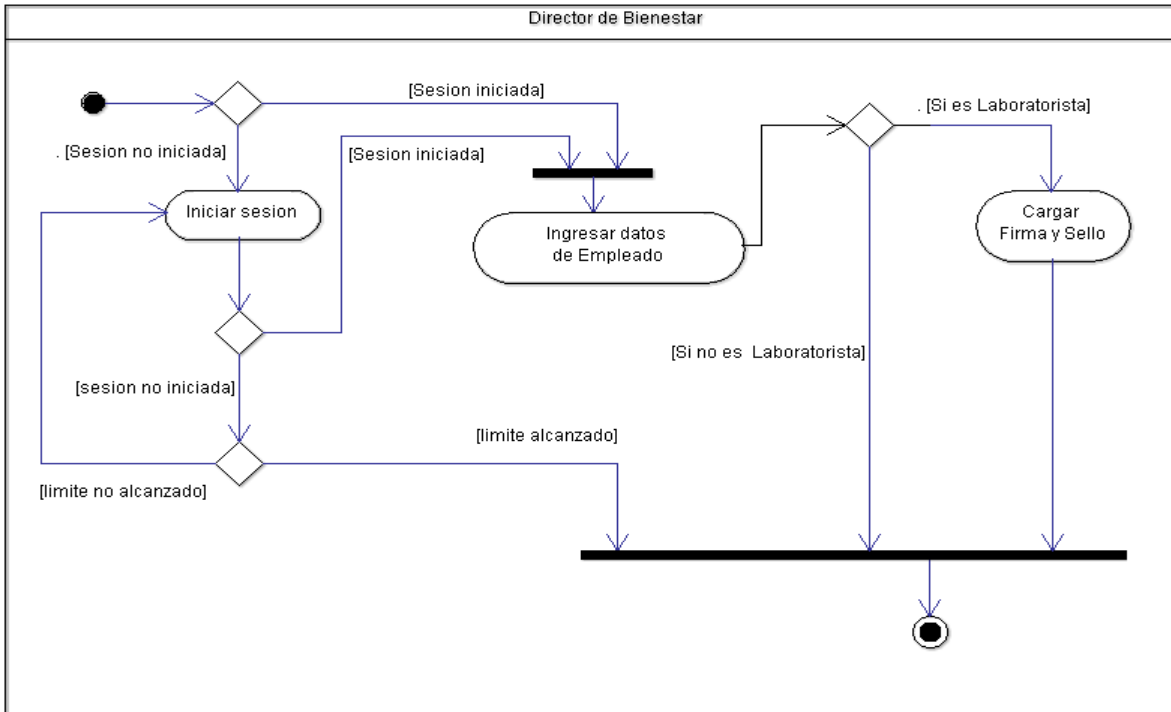 Director de Bienestar
[Sesion iniciada]
. [Si es Laboratorista]
. [Sesion no iniciada]
[Sesion iniciada]
Iniciar sesion
Ingresar datos
de Empleado
Cargar
Firma y Sello
[Si no es  Laboratorista]
[sesion no iniciada]
[limite alcanzado]
[limite no alcanzado]